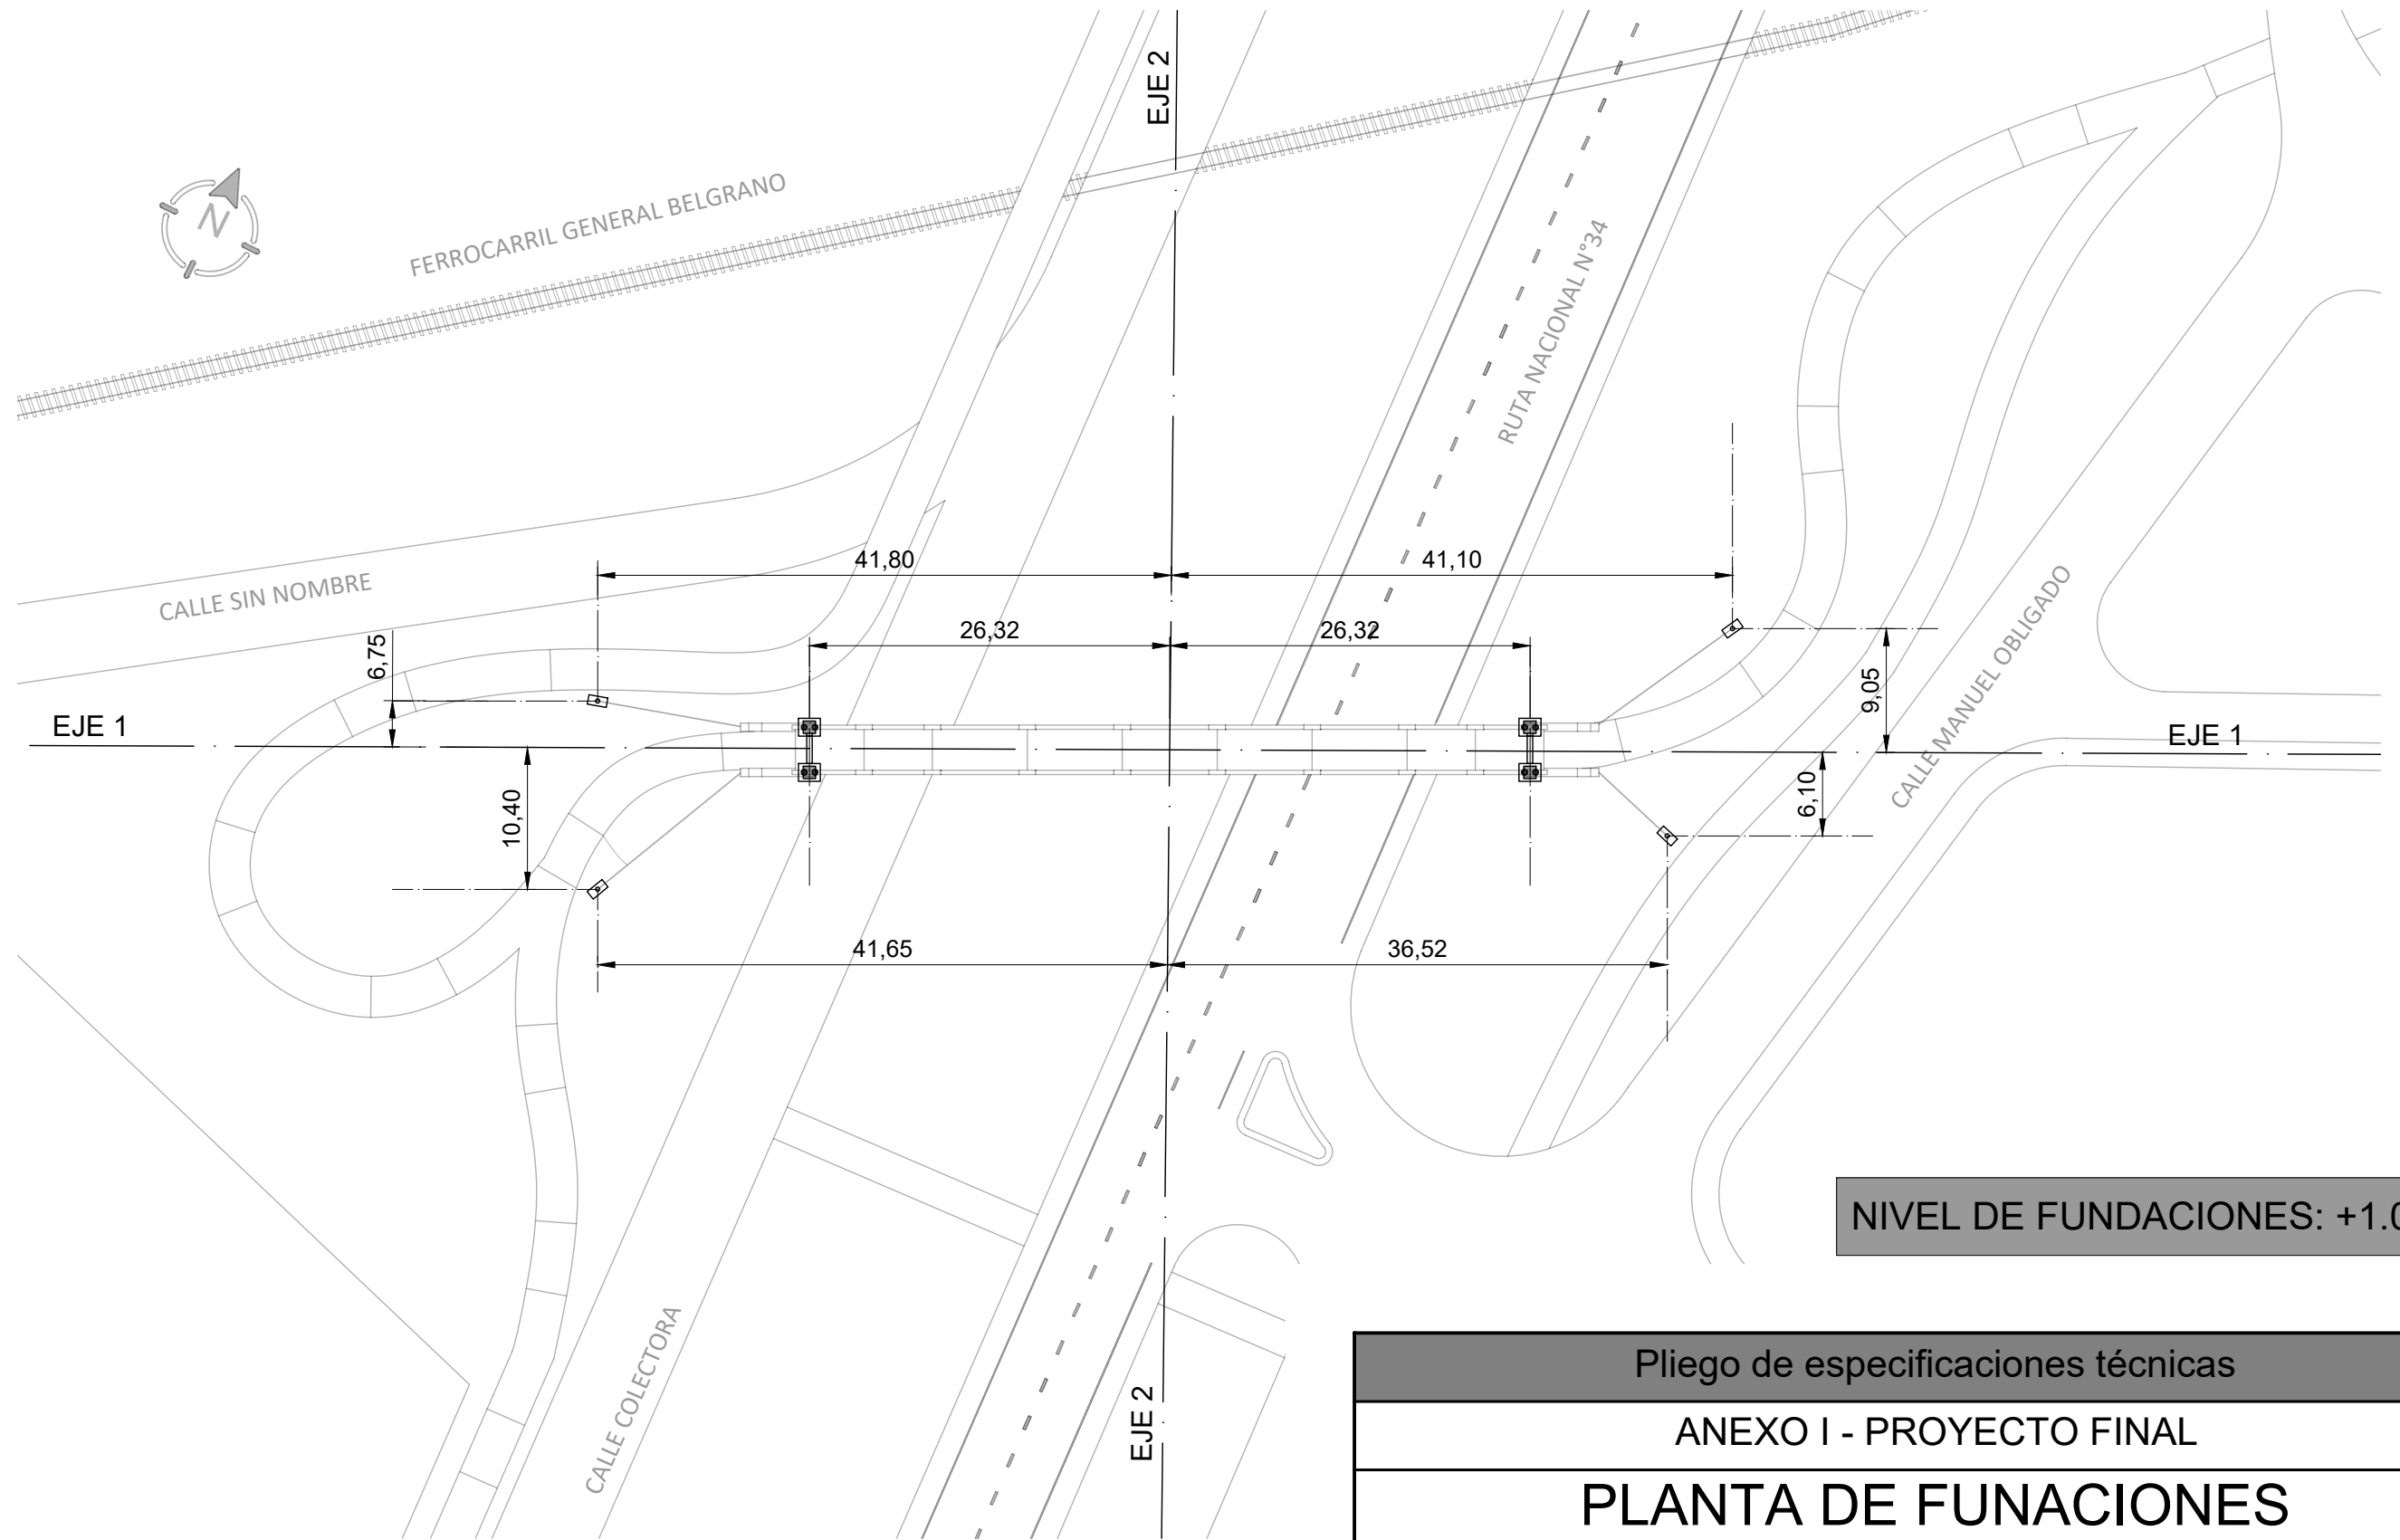 EJE 2
FERROCARRIL GENERAL BELGRANO
N
RUTA NACIONAL N°34
41,80
41,10
CALLE SIN NOMBRE
26,32
26,32
6,75
9,05
EJE 1
EJE 1
CALLE MANUEL OBLIGADO
10,40
6,10
41,65
36,52
NIVEL DE FUNDACIONES: +1.0
CALLE COLECTORA
EJE 2
Pliego de especificaciones técnicas
ANEXO I - PROYECTO FINAL
PLANTA DE FUNACIONES